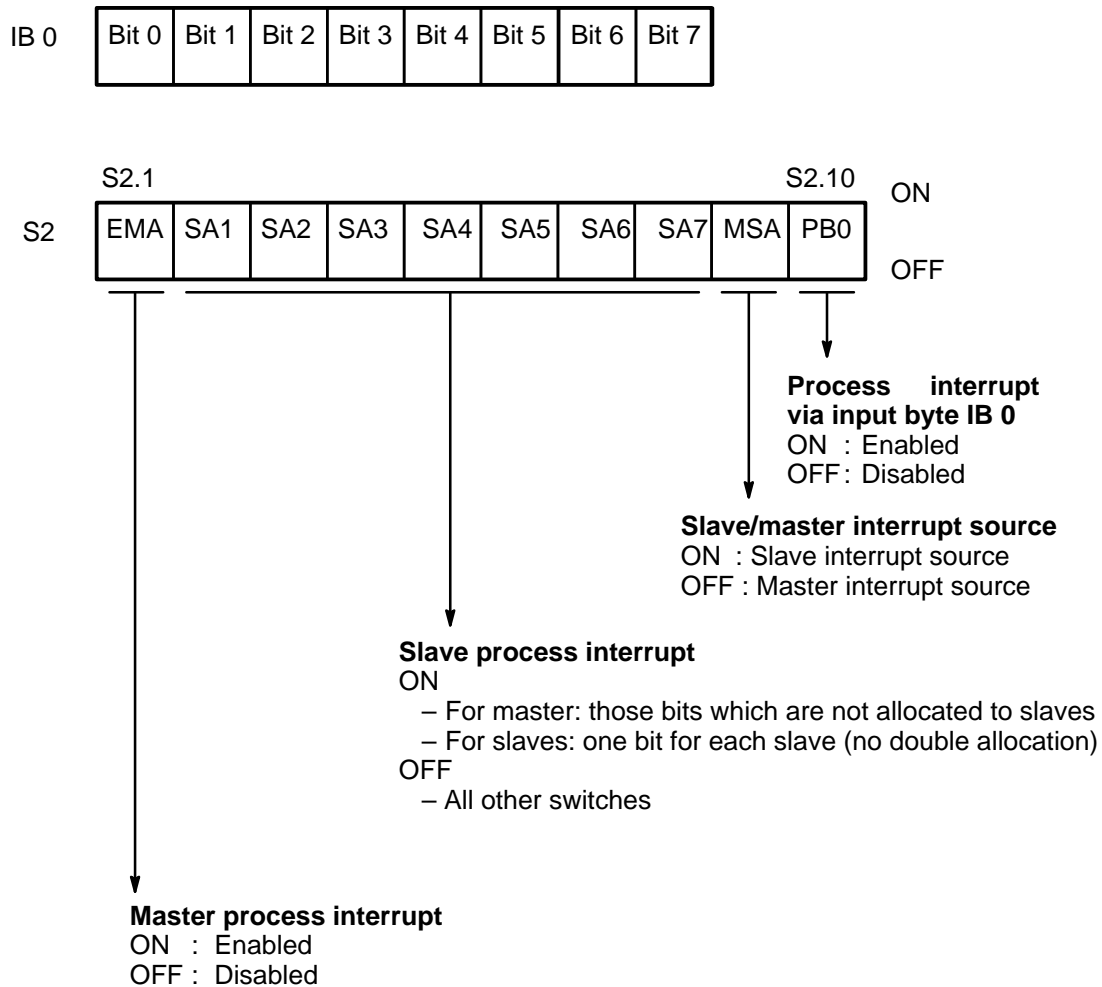 IB 0 Bit 0 Bit 1 Bit 2 Bit 3 Bit 4 Bit 5 Bit 6 Bit 7
S2.1 S2.10 ON
S2 EMA SA1 SA2 SA3 SA4 SA5 SA6 SA7 MSA PB0
OFF
Process interrupt
via input byte IB 0
ON : Enabled
OFF : Disabled
Slave/master interrupt source
ON : Slave interrupt source
OFF : Master interrupt source
Slave process interrupt
ON
– For master: those bits which are not allocated to slaves
– For slaves: one bit for each slave (no double allocation)
OFF
– All other switches
Master process interrupt
ON : Enabled
OFF : Disabled